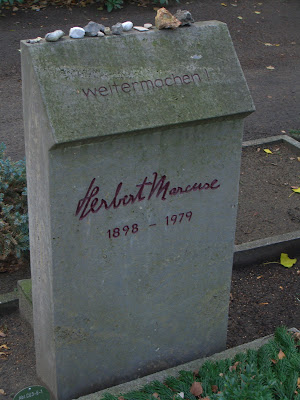 weitermachen!
Herbert Marcuse
1898 – 1979